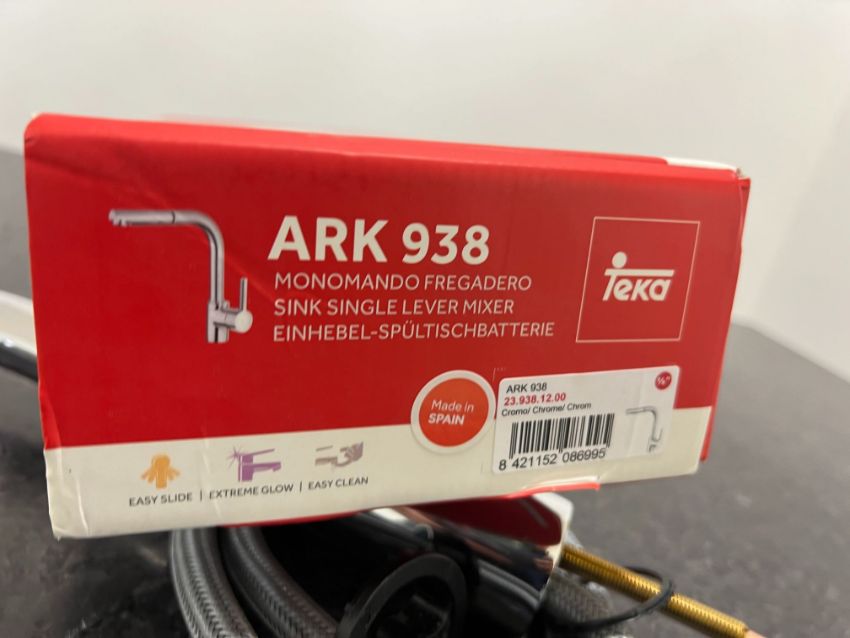 ARK 938
MONOMANDO FREGADERO
SINK SINGLE LEVER MIXER
EINHEBEL-SPÜLTISCHBATTERIE
Teka
Made in
SPAIN
ARK 938
23.938.12.00
Cromo/ Chrome/ Chrom
8 421152 086995
EASY SLIDE | EXTREME GLOW | EASY CLEAN